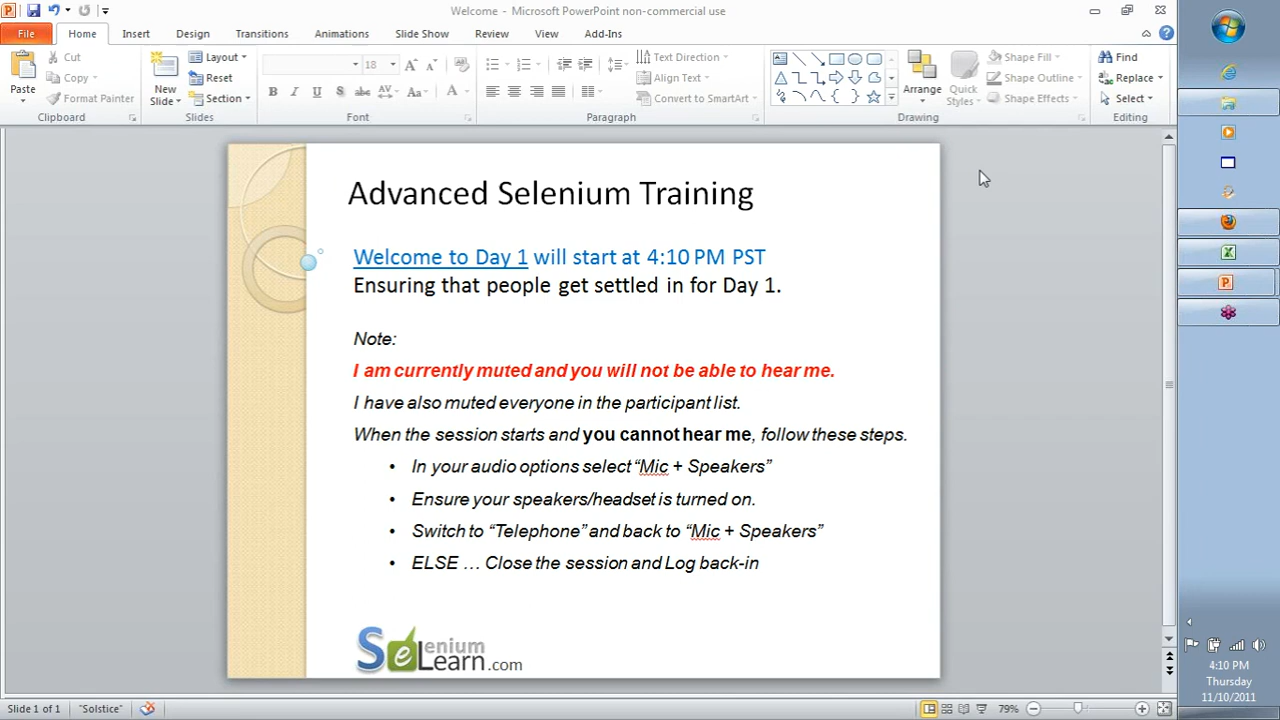 Welcome - Microsoft PowerPoint non-commercial use
File Home Insert Design Transitions Animations Slide Show Review View Add-Ins
Paste
Cut
Copy
Format Painter
Clipboard
New Slide
Layout
Reset
Section
Slides
18
Font
Text Direction
Align Text
Convert to SmartArt
Paragraph
Arrange
Quick Styles
Shape Fill
Shape Outline
Shape Effects
Drawing
Find
Replace
Select
Editing
Advanced Selenium Training
Welcome to Day 1 will start at 4:10 PM PST
Ensuring that people get settled in for Day 1.
Note:
I am currently muted and you will not be able to hear me.
I have also muted everyone in the participant list.
When the session starts and you cannot hear me, follow these steps.
• In your audio options select “Mic + Speakers”
• Ensure your speakers/headset is turned on.
• Switch to “Telephone” and back to “Mic + Speakers”
• ELSE … Close the session and Log back-in
Selenium
Learn.com
Slide 1 of 1 "Solstice" 79%
4:10 PM
Thursday
11/10/2011